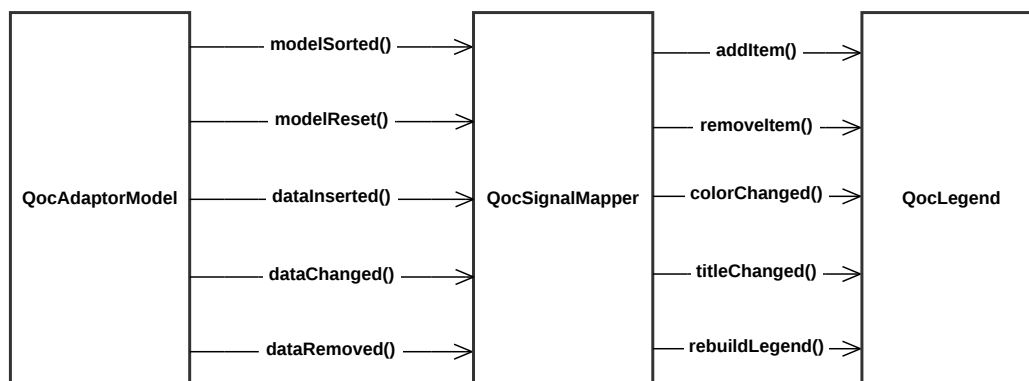 QocAdaptorModel
modelSorted()
modelReset()
dataInserted()
dataChanged()
dataRemoved()
QocSignalMapper
addItem()
removeItem()
colorChanged()
titleChanged()
rebuildLegend()
QocLegend